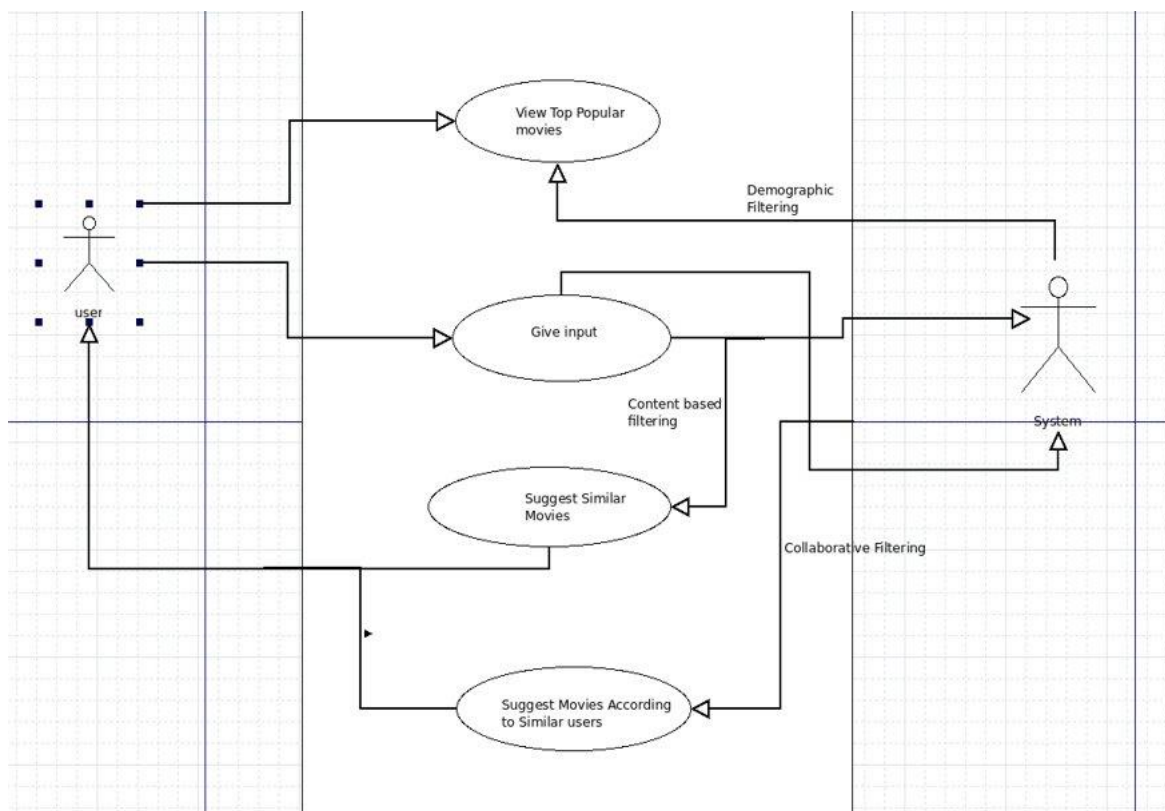 View Top Popular
movies
Demographic
Filtering
user
Give input
Content based
filtering
System
Suggest Similar
Movies
Collaborative Filtering
Suggest Movies According
to Similar users